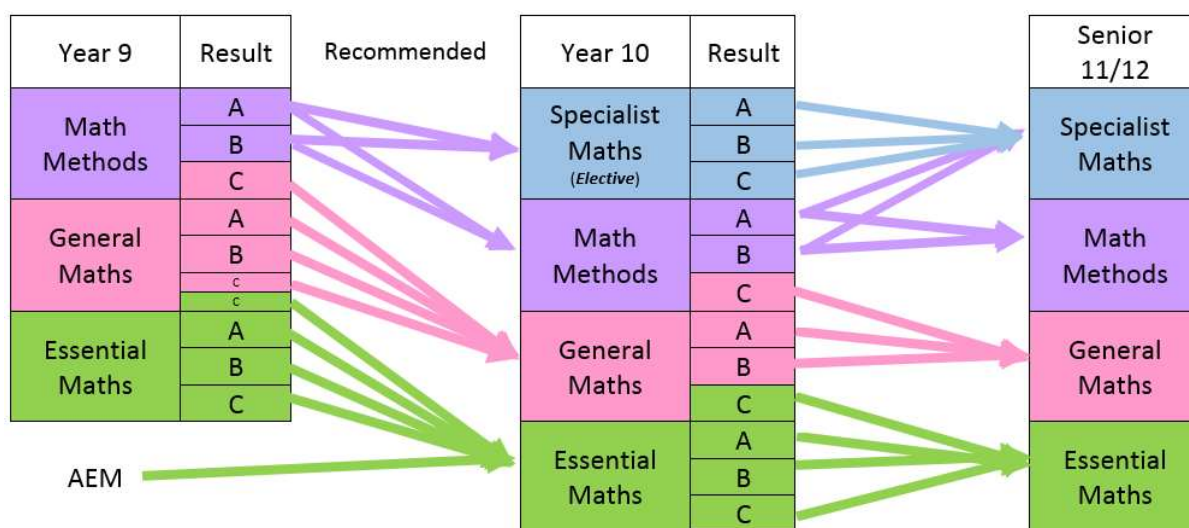 Year 9
Result
Recommended
Year 10
Result
Senior
11/12
Math
Methods
A
B
C
General
Maths
A
B
C
C
Essential
Maths
A
B
C
AEM
Specialist
Maths
(Elective)
A
B
C
Math
Methods
A
B
C
General
Maths
A
B
C
Essential
Maths
A
B
C
Specialist
Maths
Math
Methods
General
Maths
Essential
Maths